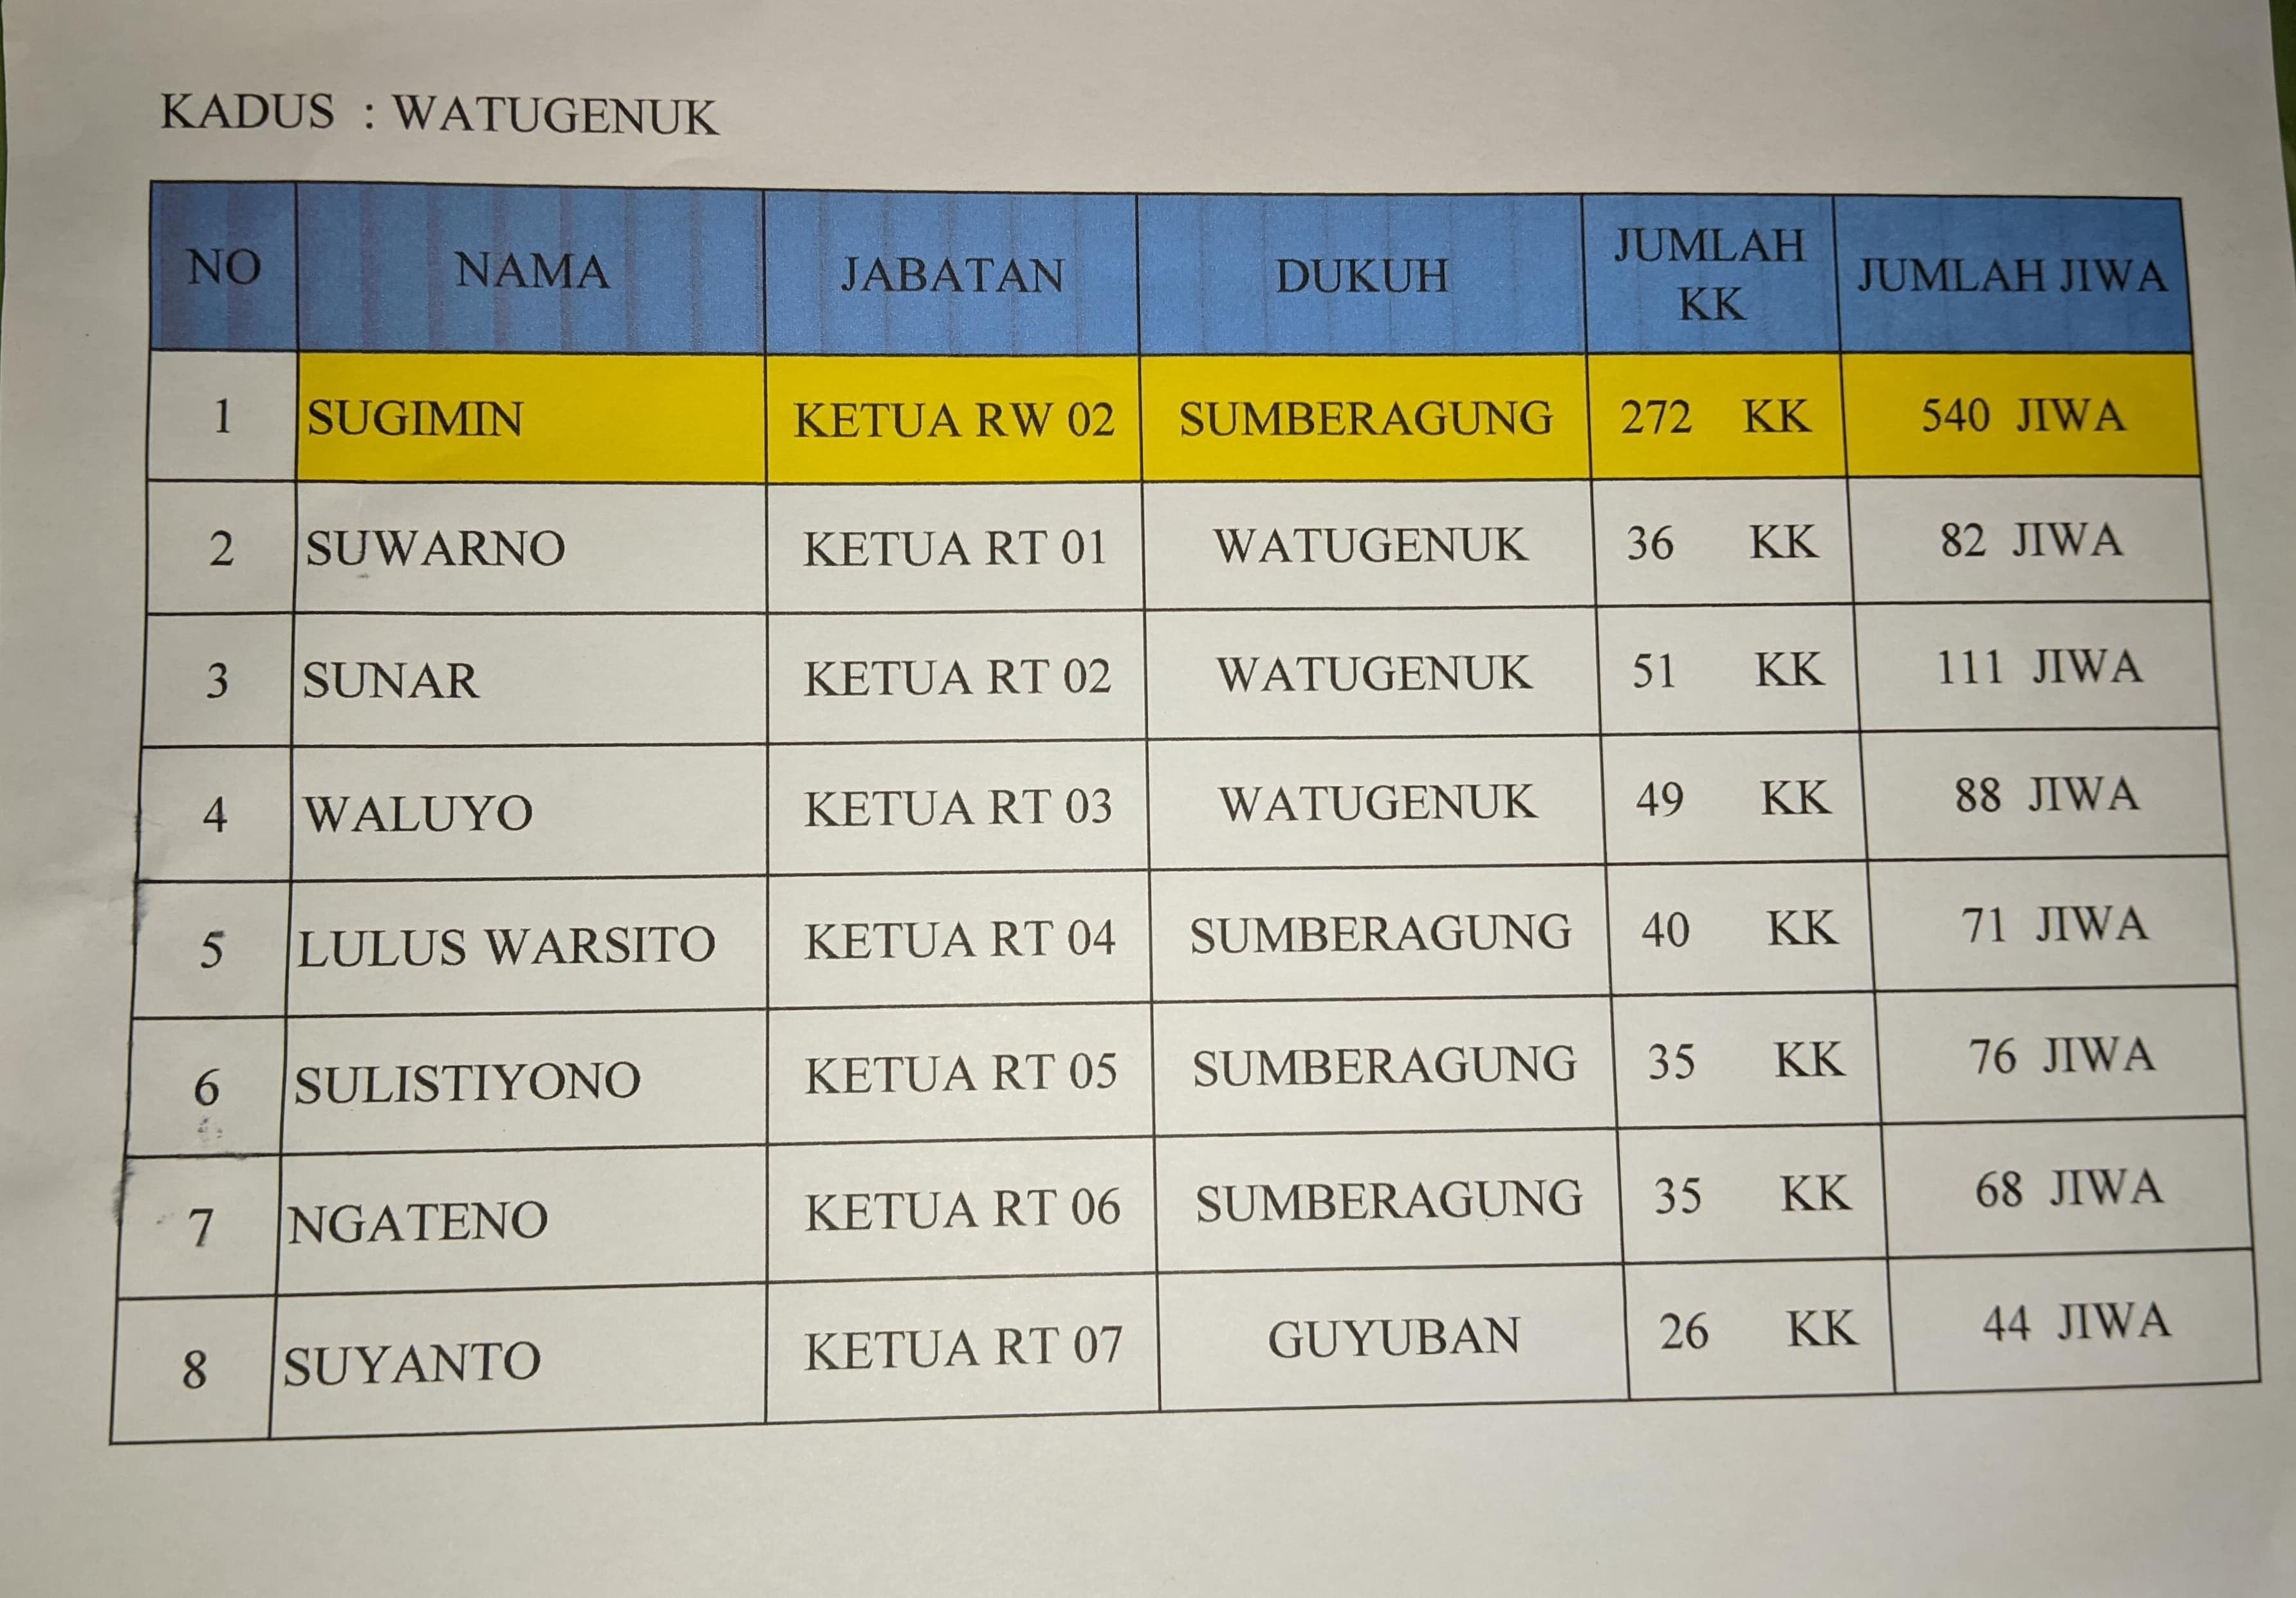 KADUS : WATUGENUK
NO NAMA JABATAN DUKUH JUMLAH KK JUMLAH JIWA
1 SUGIMIN KETUA RW 02 SUMBERAGUNG 272 KK 540 JIWA
2 SUWARNO KETUA RT 01 WATUGENUK 36 KK 82 JIWA
3 SUNAR KETUA RT 02 WATUGENUK 51 KK 111 JIWA
4 WALUYO KETUA RT 03 WATUGENUK 49 KK 88 JIWA
5 LULUS WARSITO KETUA RT 04 SUMBERAGUNG 40 KK 71 JIWA
6 SULISTIYONO KETUA RT 05 SUMBERAGUNG 35 KK 76 JIWA
7 NGATENO KETUA RT 06 SUMBERAGUNG 35 KK 68 JIWA
8 SUYANTO KETUA RT 07 GUYUBAN 26 KK 44 JIWA